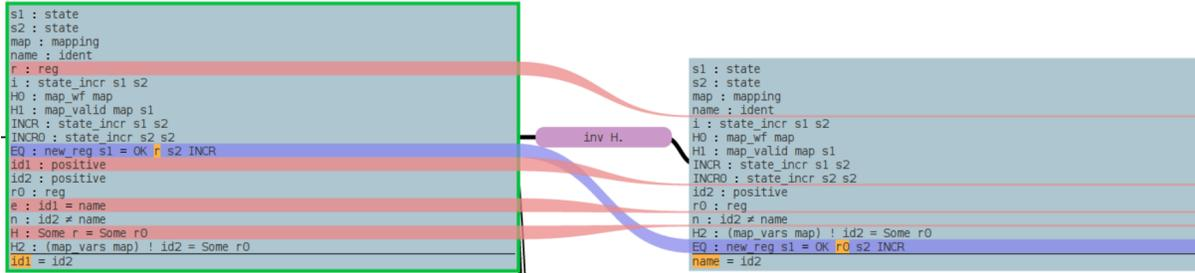 s1 : state
s2 : state
map : mapping
name : ident
r : reg
i : state_incr s1 s2
H0 : map_wf map
H1 : map_valid map s1
INCR : state_incr s1 s2
INCR0 : state_incr s2 s2
EQ : new_reg s1 = OK r s2 INCR
id1 : positive
id2 : positive
r0 : reg
e : id1 = name
n : id2 ≠ name
H : Some r = Some r0
H2 : (map_vars map) ! id2 = Some r0
id1 = id2
inv H.
s1 : state
s2 : state
map : mapping
name : ident
i : state_incr s1 s2
H0 : map_wf map
H1 : map_valid map s1
INCR : state_incr s1 s2
INCR0 : state_incr s2 s2
id2 : positive
r0 : reg
n : id2 ≠ name
H2 : (map_vars map) ! id2 = Some r0
EQ : new_reg s1 = OK r0 s2 INCR
name = id2